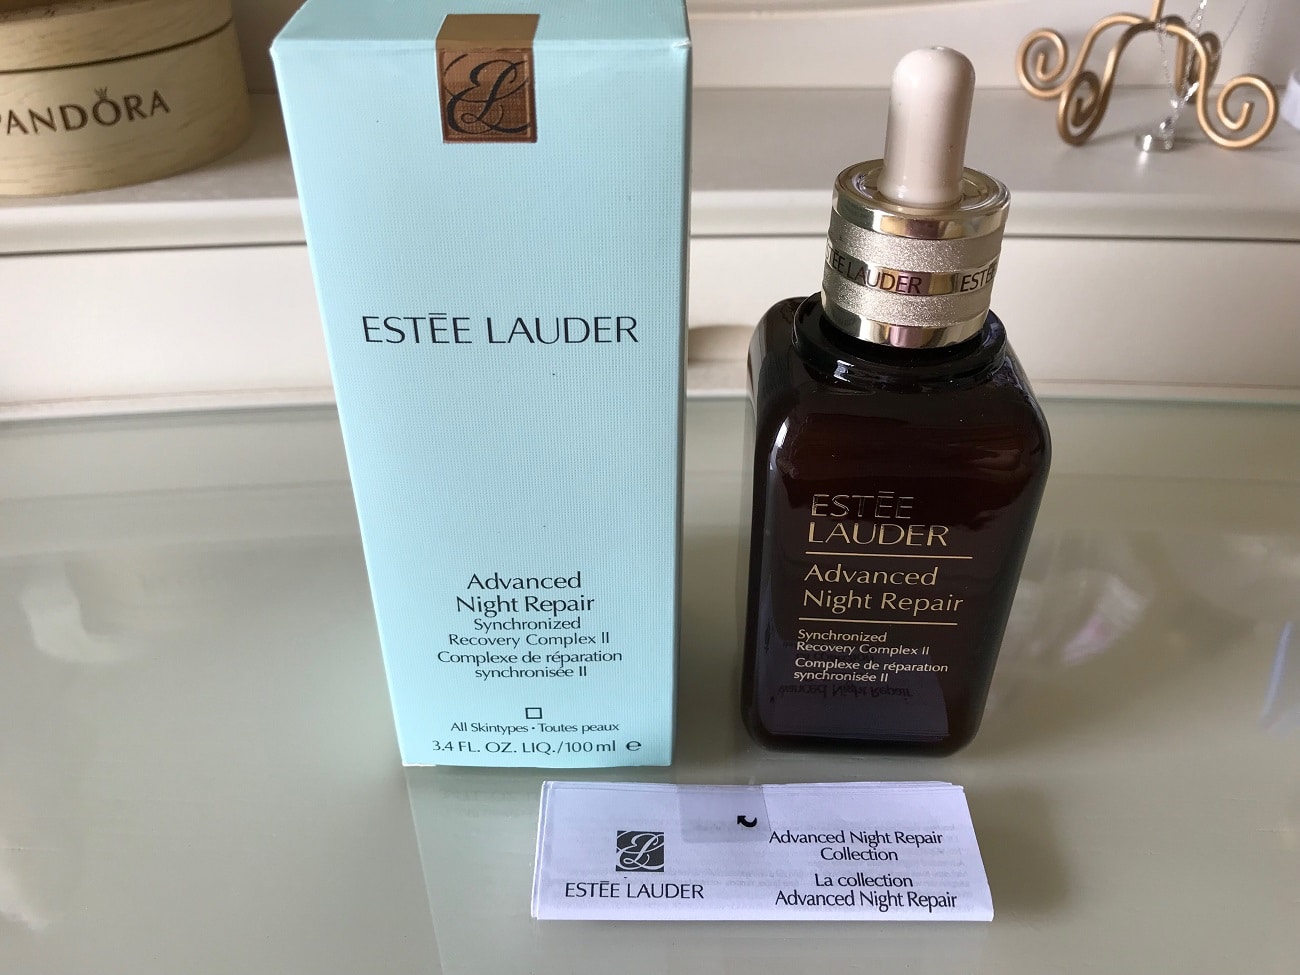 PANDORA
EL
ESTĒE LAUDER
Advanced
Night Repair
Synchronized
Recovery Complex II
Complexe de réparation
synchronisée II
All Skintypes • Toutes peaux
3.4 FL. OZ. LIQ./100 ml ℮
ESTĒE LAUDER
ESTĒE
LAUDER
Advanced
Night Repair
Synchronized
Recovery Complex II
Complexe de réparation
synchronisée II
EL
ESTĒE LAUDER
Advanced Night Repair
Collection
La collection
Advanced Night Repair